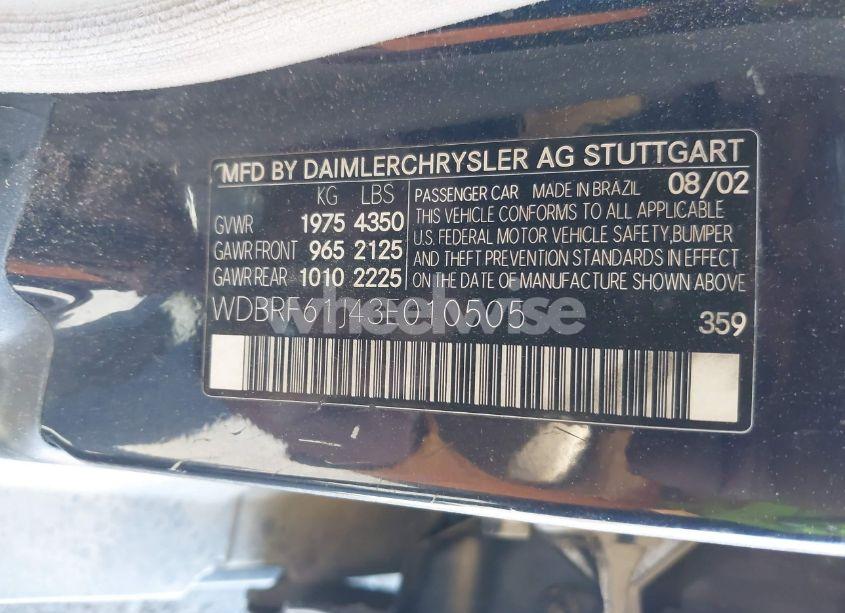 MFD BY DAIMLERCHRYSLER AG STUTTGART
KG LBS
GVWR 1975 4350
GAWR FRONT 965 2125
GAWR REAR 1010 2225
PASSENGER CAR MADE IN BRAZIL 08/02
THIS VEHICLE CONFORMS TO ALL APPLICABLE
U.S. FEDERAL MOTOR VEHICLE SAFETY,BUMPER
AND THEFT PREVENTION STANDARDS IN EFFECT
ON THE DATE OF MANUFACTURE SHOWN ABOVE
WDBRF61J43E010505
359
wheelwise